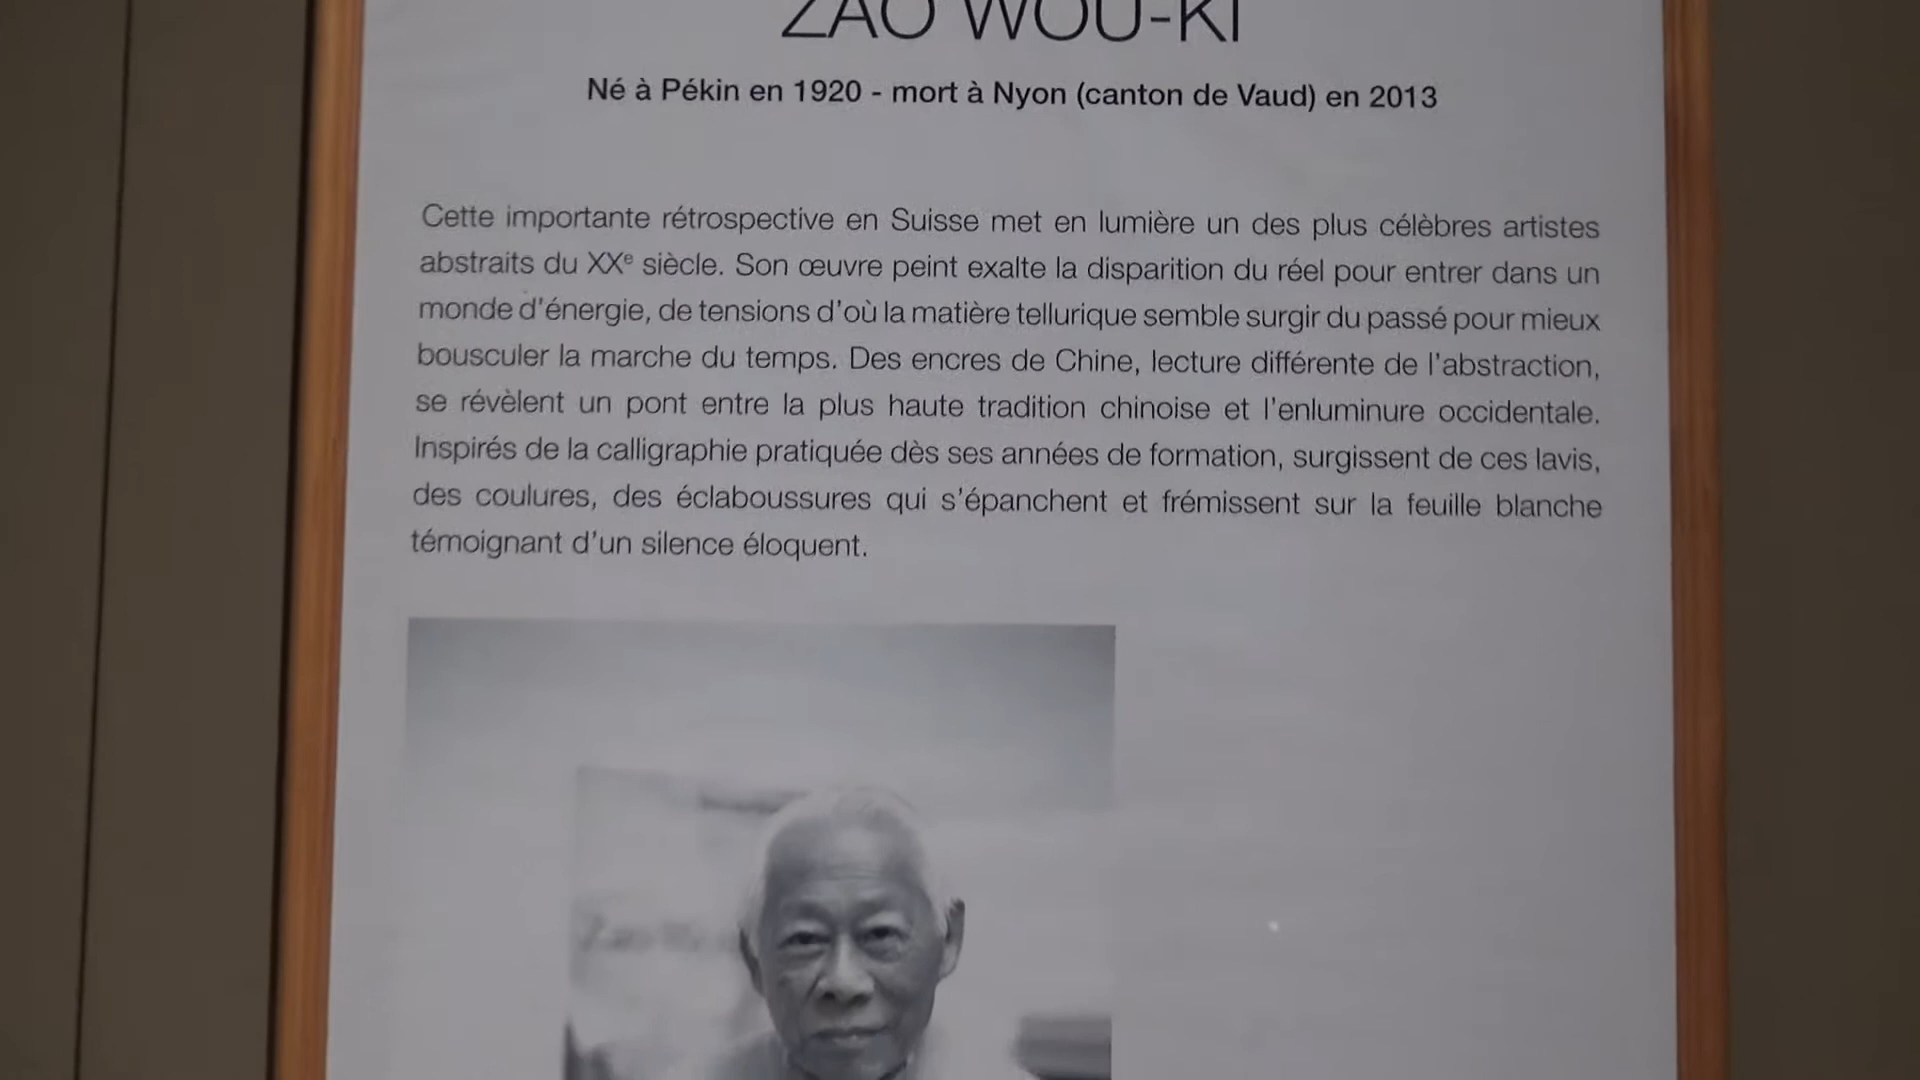 ZAO WOU-KI
Né à Pékin en 1920 - mort à Nyon (canton de Vaud) en 2013
Cette importante rétrospective en Suisse met en lumière un des plus célèbres artistes
abstraits du XXe siècle. Son œuvre peint exalte la disparition du réel pour entrer dans un
monde d'énergie, de tensions d'où la matière tellurique semble surgir du passé pour mieux
bousculer la marche du temps. Des encres de Chine, lecture différente de l'abstraction,
se révèlent un pont entre la plus haute tradition chinoise et l'enluminure occidentale.
Inspirés de la calligraphie pratiquée dès ses années de formation, surgissent de ces lavis,
des coulures, des éclaboussures qui s'épanchent et frémissent sur la feuille blanche
témoignant d'un silence éloquent.